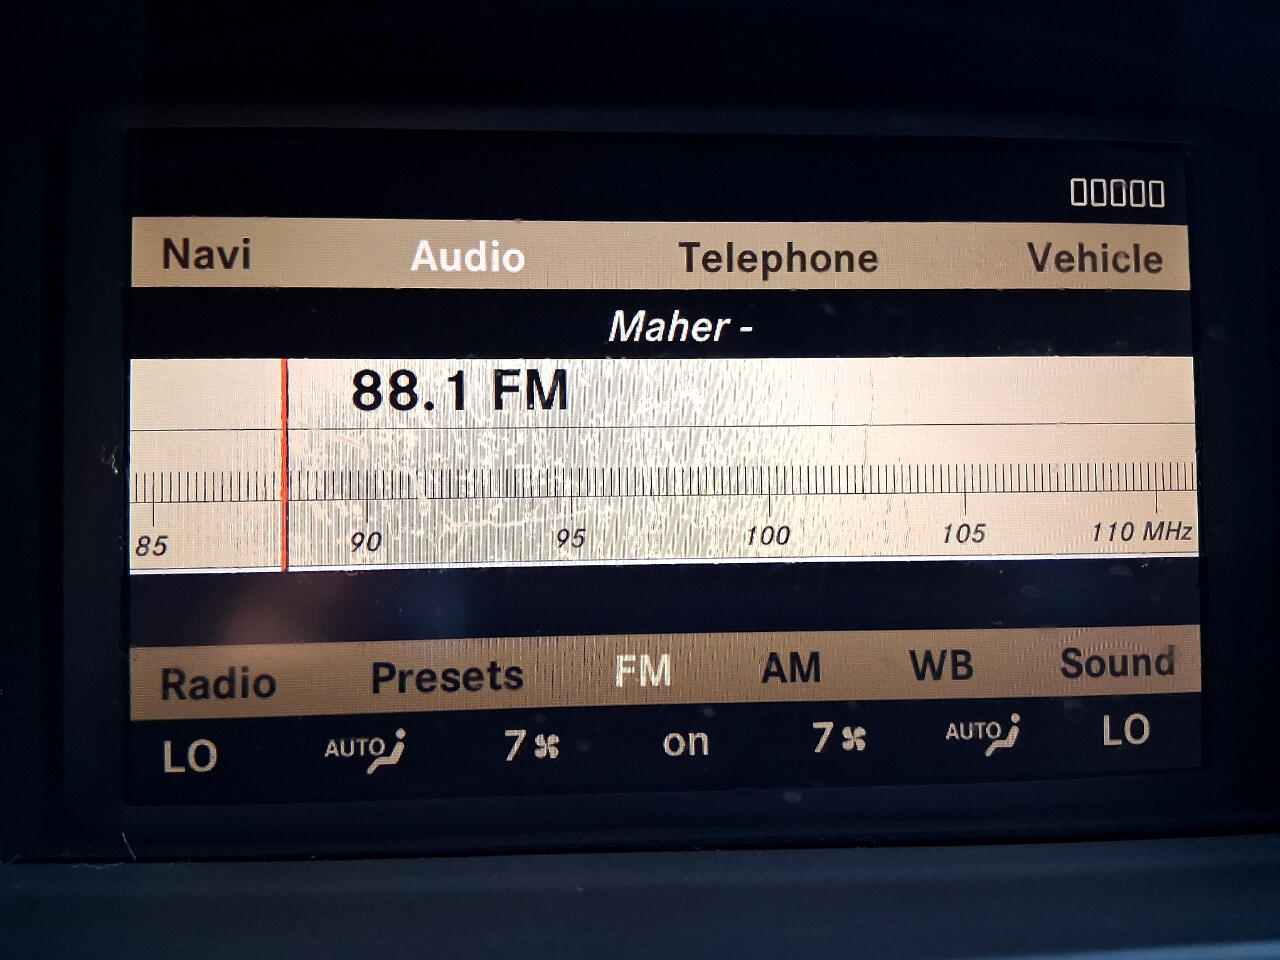 Navi Audio Telephone Vehicle
Maher -
88.1 FM
85 90 95 100 105 110 MHz
Radio Presets FM AM WB Sound
LO AUTO 7 on 7 AUTO LO